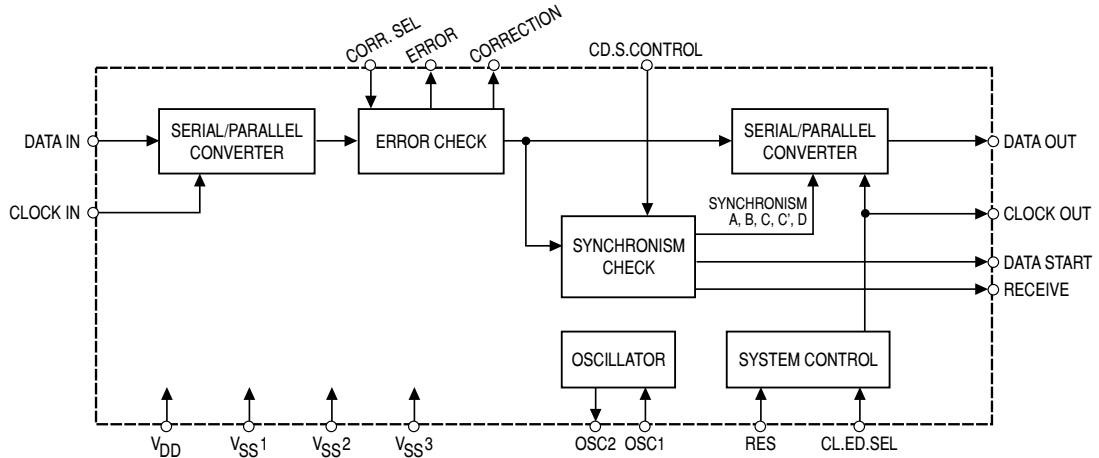 CORR. SEL
ERROR
CORRECTION
CD.S.CONTROL
DATA IN
SERIAL/PARALLEL
CONVERTER
ERROR CHECK
SERIAL/PARALLEL
CONVERTER
DATA OUT
CLOCK IN
SYNCHRONISM
A, B, C, C', D
CLOCK OUT
SYNCHRONISM
CHECK
DATA START
RECEIVE
OSCILLATOR
SYSTEM CONTROL
VDD
VSS1
VSS2
VSS3
OSC2
OSC1
RES
CL.ED.SEL